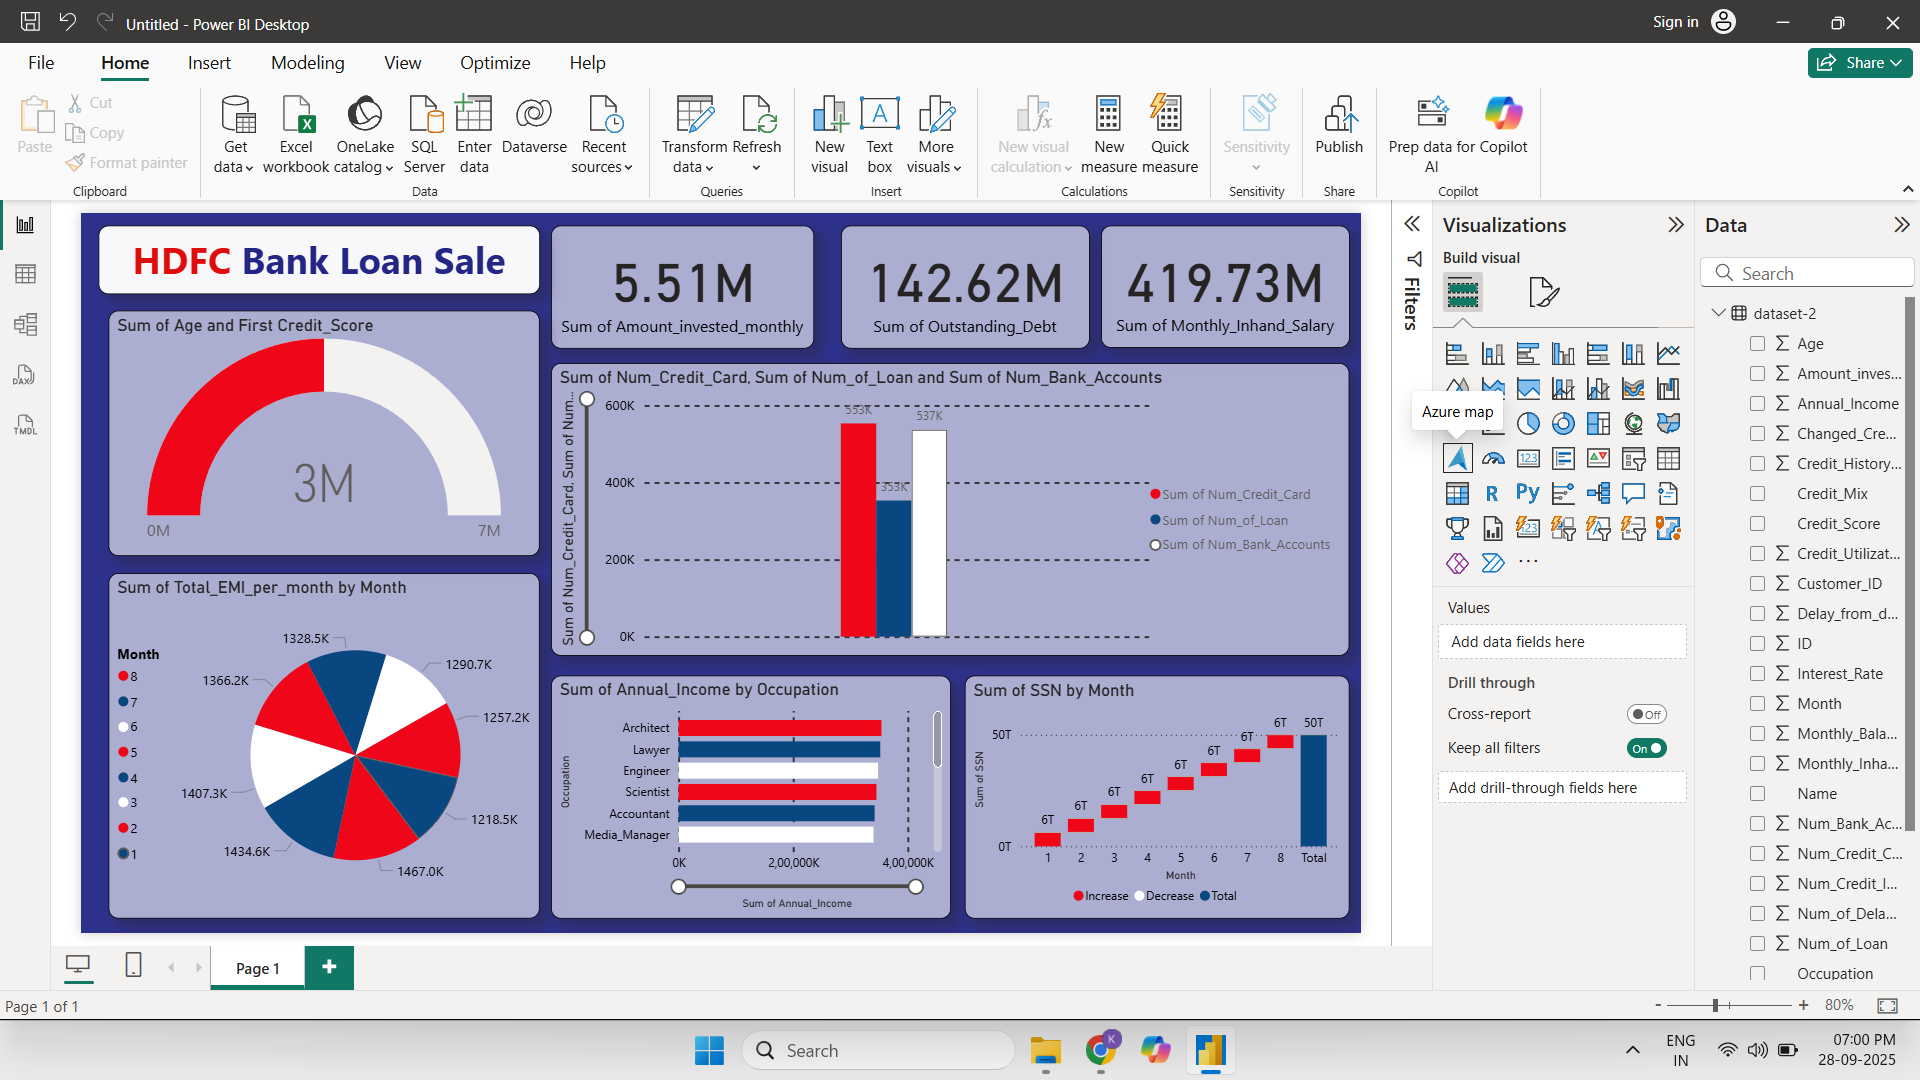 Untitled - Power BI Desktop
Sign in
File
Home
Insert
Modeling
View
Optimize
Help
Share
Paste
Cut
Copy
Format painter
Clipboard
Get data
Excel workbook
OneLake catalog
SQL Server
Enter data
Dataverse
Recent sources
Data
Transform data
Refresh
Queries
New visual
Text box
More visuals
Insert
New visual calculation
New measure
Quick measure
Calculations
Sensitivity
Sensitivity
Publish
Share
Prep data for AI
Copilot
Copilot
HDFC Bank Loan Sale
5.51M
Sum of Amount_invested_monthly
142.62M
Sum of Outstanding_Debt
419.73M
Sum of Monthly_Inhand_Salary
Sum of Age and First Credit_Score
3M
0M
7M
Sum of Num_Credit_Card, Sum of Num_of_Loan and Sum of Num_Bank_Accounts
Sum of Num_Credit_Card, Sum of Num...
600K
400K
200K
0K
553K
353K
537K
Sum of Num_Credit_Card
Sum of Num_of_Loan
Sum of Num_Bank_Accounts
Sum of Total_EMI_per_month by Month
Month
8
7
6
5
4
3
2
1
1328.5K
1290.7K
1366.2K
1257.2K
1407.3K
1218.5K
1434.6K
1467.0K
Sum of Annual_Income by Occupation
Occupation
Architect
Lawyer
Engineer
Scientist
Accountant
Media_Manager
0K
2,00,000K
4,00,000K
Sum of Annual_Income
Sum of SSN by Month
Sum of SSN
50T
0T
6T
6T
6T
6T
6T
6T
6T
6T
50T
1 2 3 4 5 6 7 8 Total
Month
Increase Decrease Total
Filters
Visualizations
Build visual
Azure map
123
R
Py
123
Values
Add data fields here
Drill through
Cross-report
Off
Keep all filters
On
Add drill-through fields here
Data
Search
dataset-2
Age
Amount_inves...
Annual_Income
Changed_Cre...
Credit_History...
Credit_Mix
Credit_Score
Credit_Utilizat...
Customer_ID
Delay_from_d...
ID
Interest_Rate
Month
Monthly_Bala...
Monthly_Inha...
Name
Num_Bank_Ac...
Num_Credit_C...
Num_Credit_I...
Num_of_Dela...
Num_of_Loan
Occupation
DAX
TMDL
Page 1
Page 1 of 1
- + 80%
Search
K
ENG
IN
07:00 PM
28-09-2025